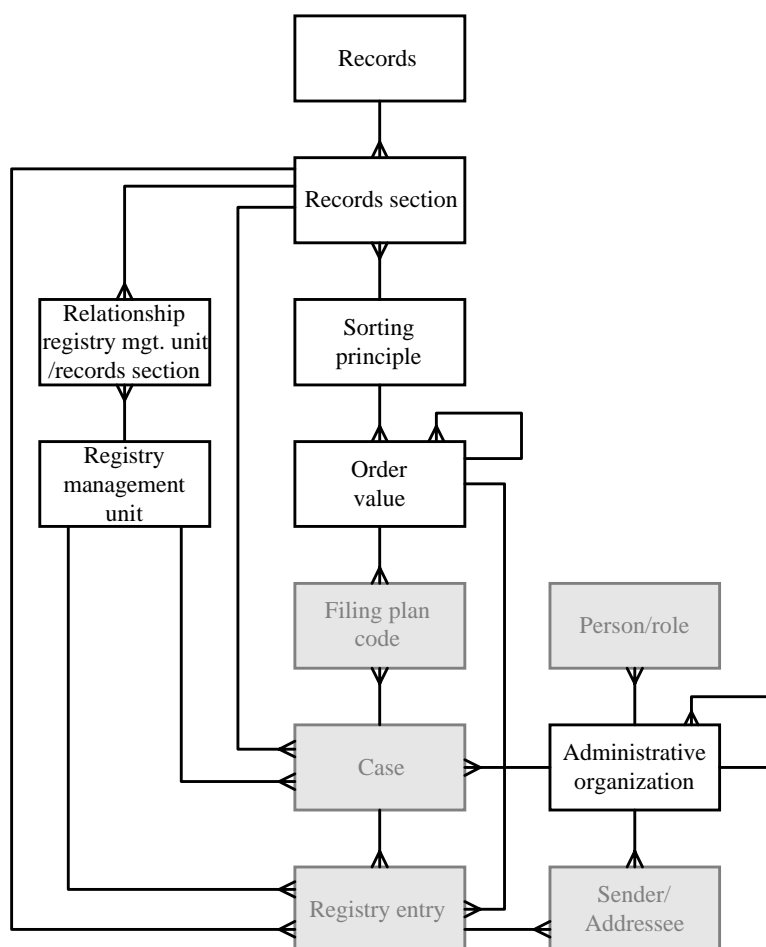 Records
Records section
Relationship
registry mgt. unit
/records section
Sorting
principle
Registry
management
unit
Order
value
Filing plan
code
Person/role
Case
Administrative
organization
Registry entry
Sender/
Addressee